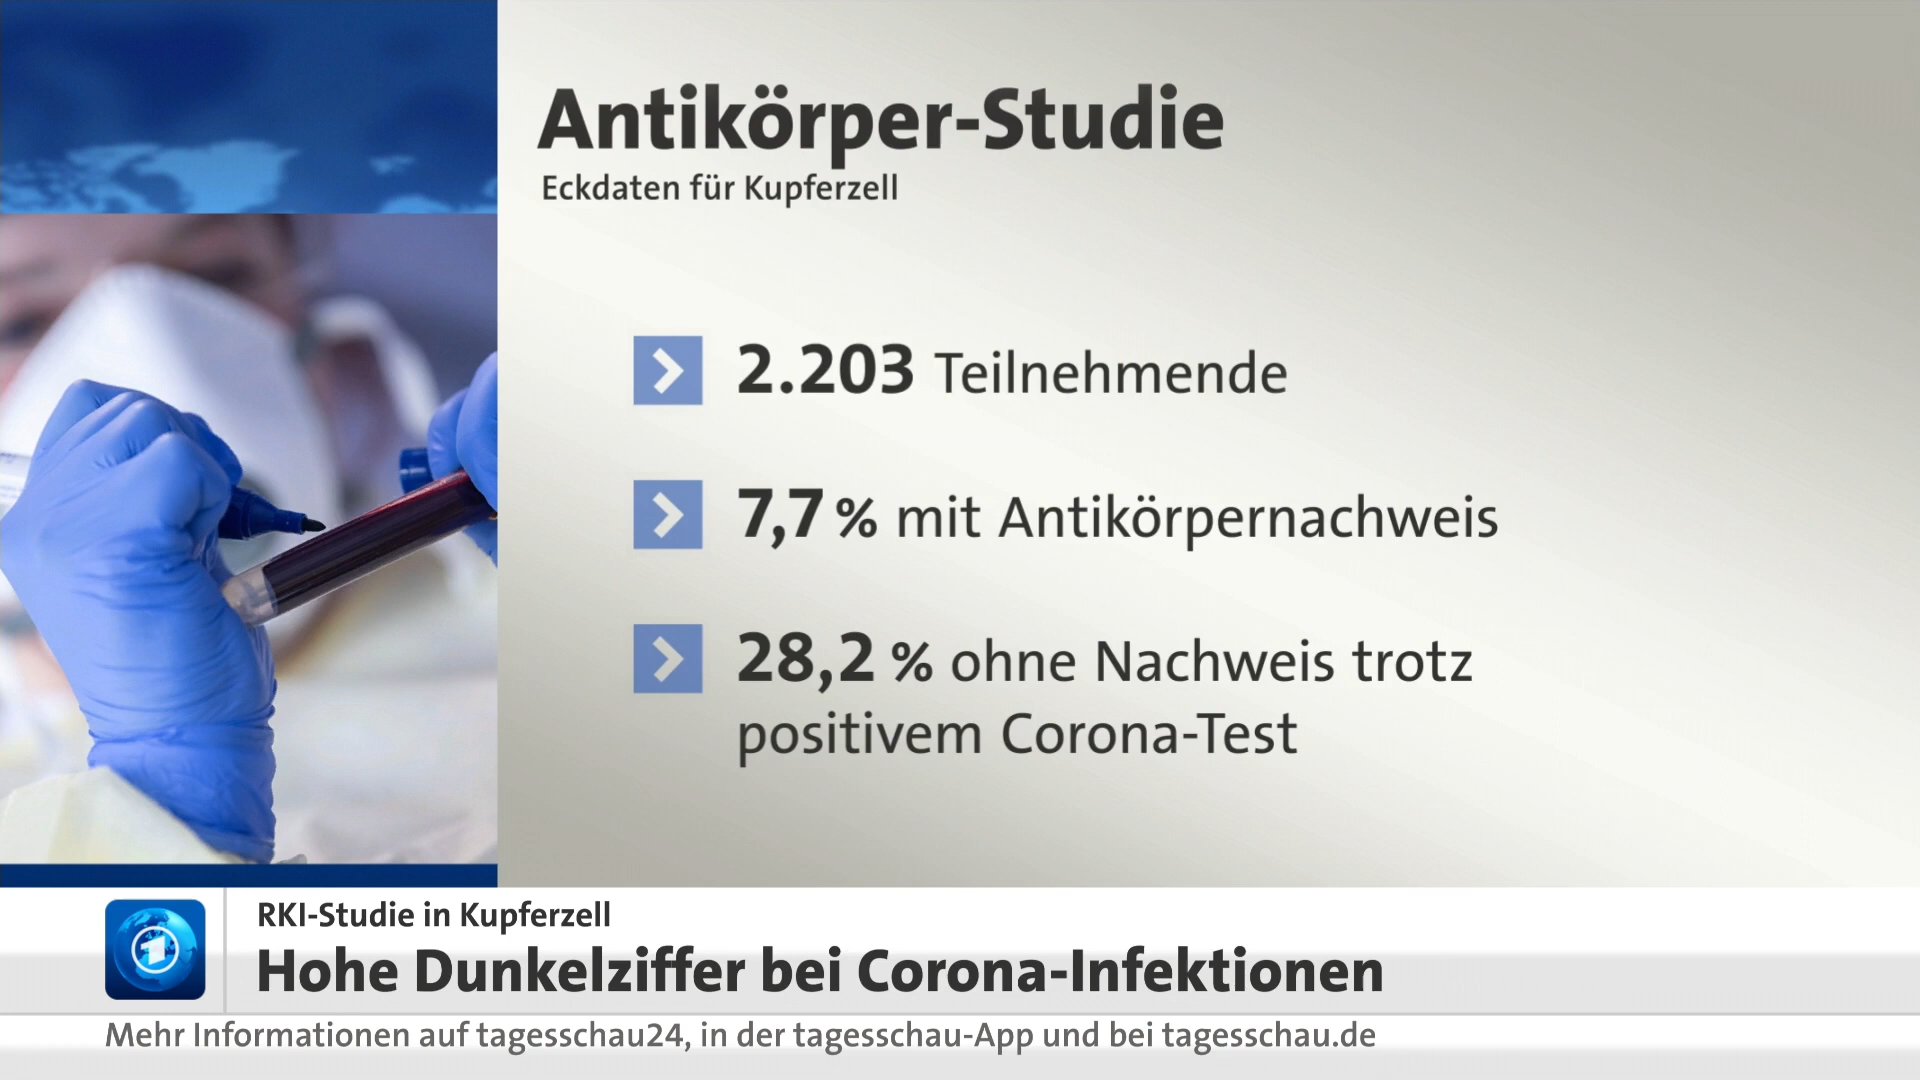 Antikörper-Studie
Eckdaten für Kupferzell
2.203 Teilnehmende
7,7 % mit Antikörpernachweis
28,2 % ohne Nachweis trotz
positivem Corona-Test
1
RKI-Studie in Kupferzell
Hohe Dunkelziffer bei Corona-Infektionen
Mehr Informationen auf tagesschau24, in der tagesschau-App und bei tagesschau.de